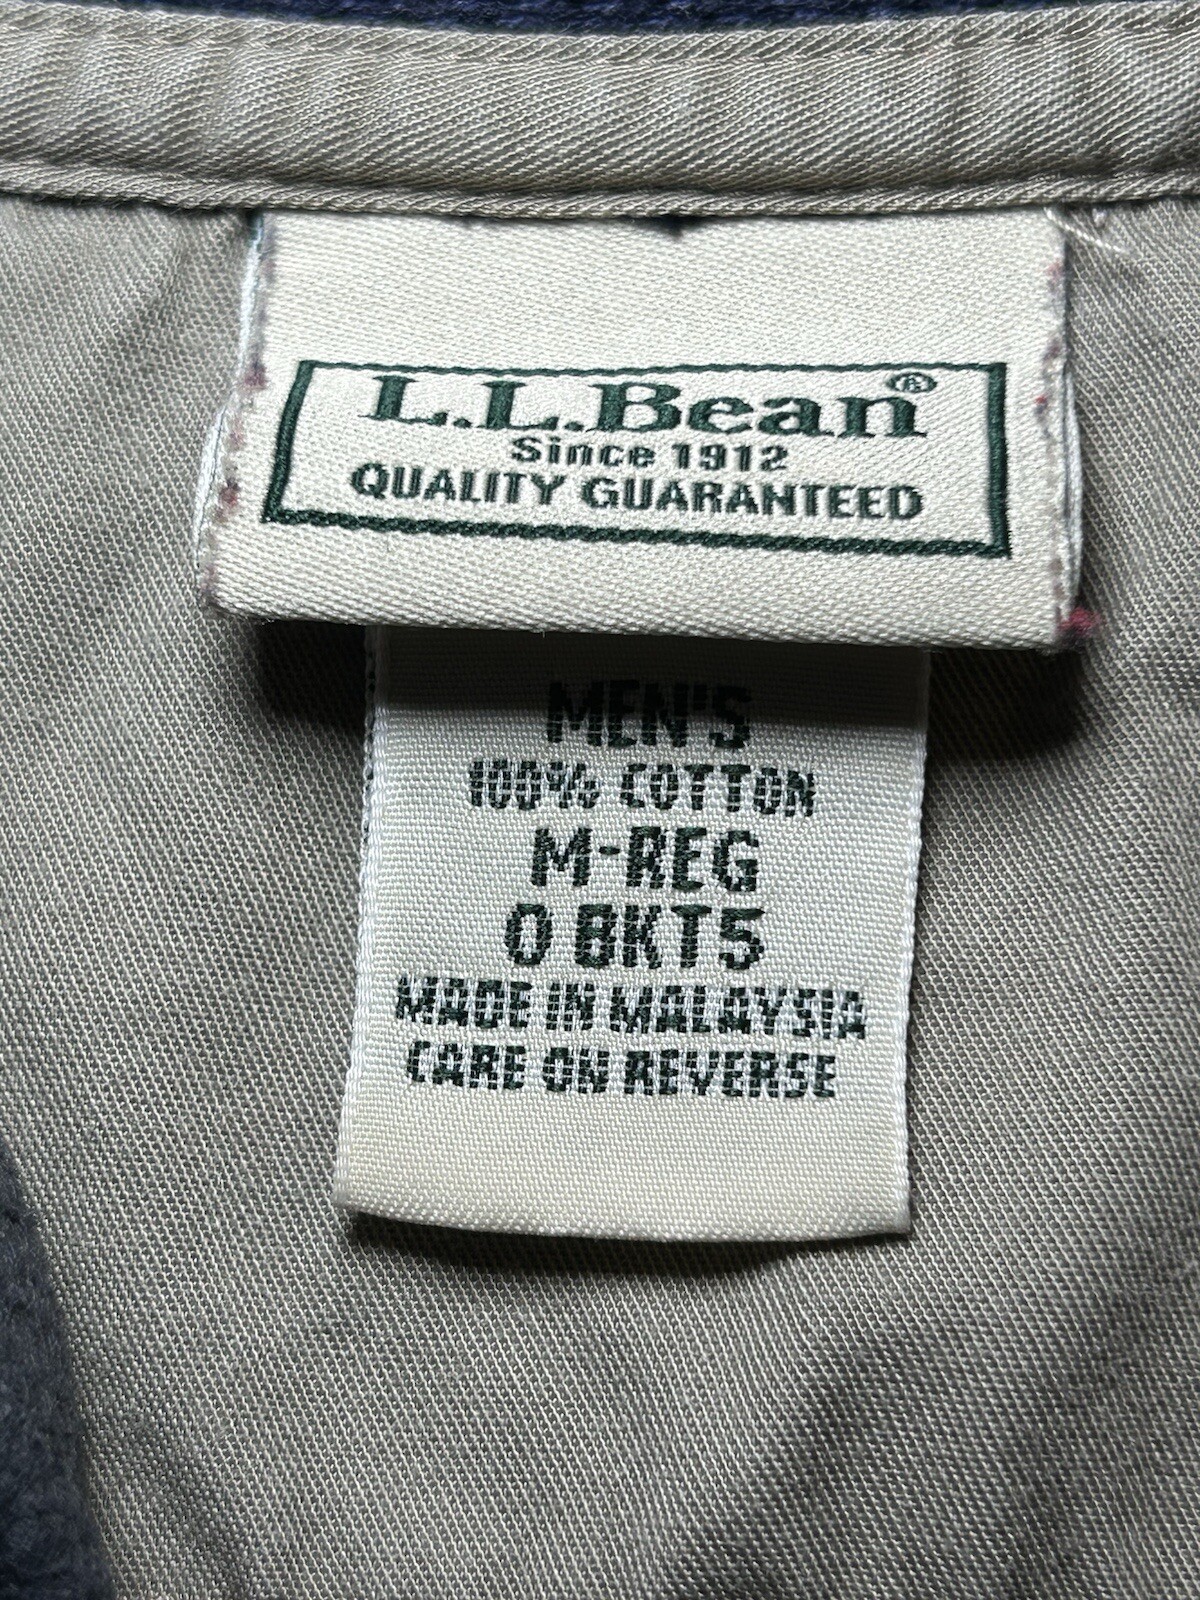 L.L.Bean®
Since 1912
QUALITY GUARANTEED
MEN'S
100% COTTON
M-REG
0 BKT5
MADE IN MALAYSIA
CARE ON REVERSE